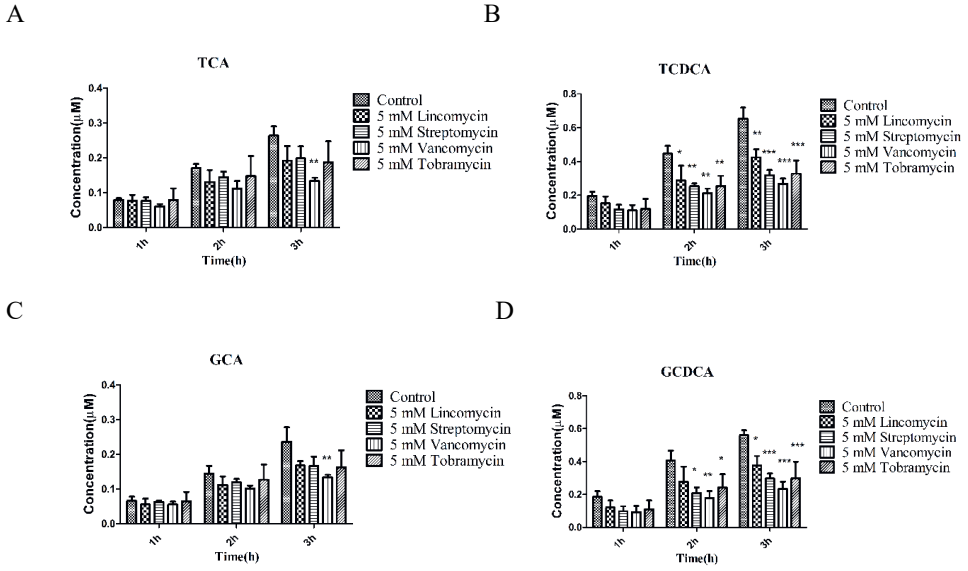 A
TCA
Concentration(μM)
0.4
0.3
0.2
0.1
0.0
1h
2h
3h
**
Time(h)
Control
5 mM Lincomycin
5 mM Streptomycin
5 mM Vancomycin
5 mM Tobramycin
B
TCDCA
Concentration(μM)
0.8
0.6
0.4
0.2
0.0
1h
2h
3h
*
**
**
**
**
***
***
***
Time(h)
Control
5 mM Lincomycin
5 mM Streptomycin
5 mM Vancomycin
5 mM Tobramycin
C
GCA
Concentration(μM)
0.4
0.3
0.2
0.1
0.0
1h
2h
3h
**
Time(h)
Control
5 mM Lincomycin
5 mM Streptomycin
5 mM Vancomycin
5 mM Tobramycin
D
GCDCA
Concentration(μM)
0.8
0.6
0.4
0.2
0.0
1h
2h
3h
*
**
*
*
***
***
***
Time(h)
Control
5 mM Lincomycin
5 mM Streptomycin
5 mM Vancomycin
5 mM Tobramycin